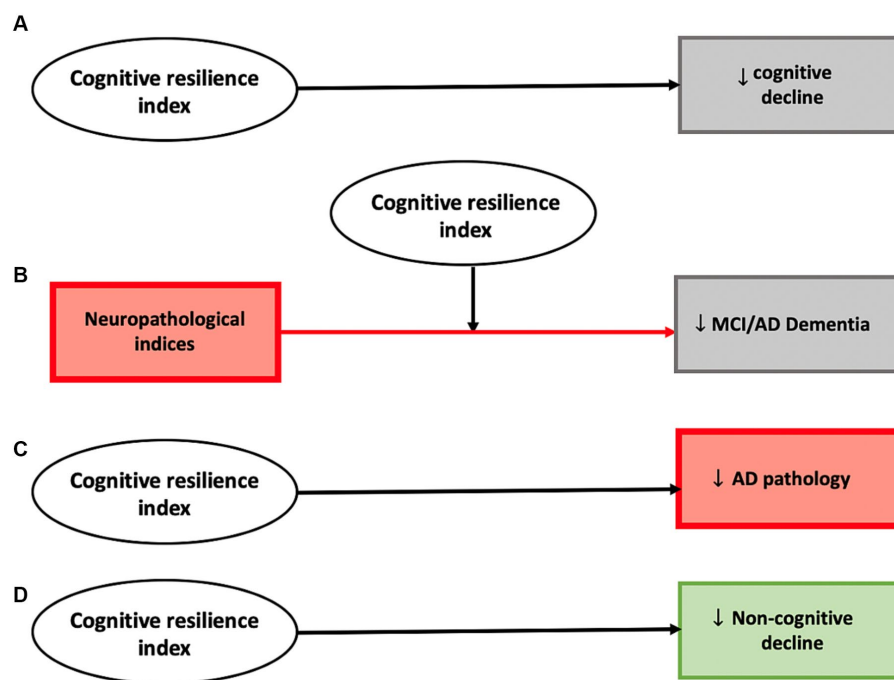 A
Cognitive resilience
index
↓ cognitive
decline
Cognitive resilience
index
B
Neuropathological
indices
↓ MCI/AD Dementia
C
Cognitive resilience
index
↓ AD pathology
D
Cognitive resilience
index
↓ Non-cognitive
decline